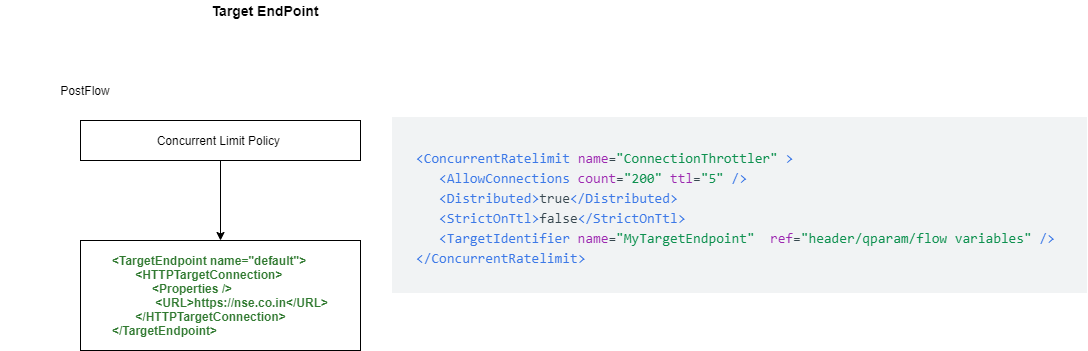 Target EndPoint
PostFlow
Concurrent Limit Policy
<TargetEndpoint name="default">
<HTTPTargetConnection>
<Properties />
<URL>https://nse.co.in</URL>
</HTTPTargetConnection>
</TargetEndpoint>
<ConcurrentRatelimit name="ConnectionThrottler" >
<AllowConnections count="200" ttl="5" />
<Distributed>true</Distributed>
<StrictOnTtl>false</StrictOnTtl>
<TargetIdentifier name="MyTargetEndpoint"  ref="header/qparam/flow variables" />
</ConcurrentRatelimit>